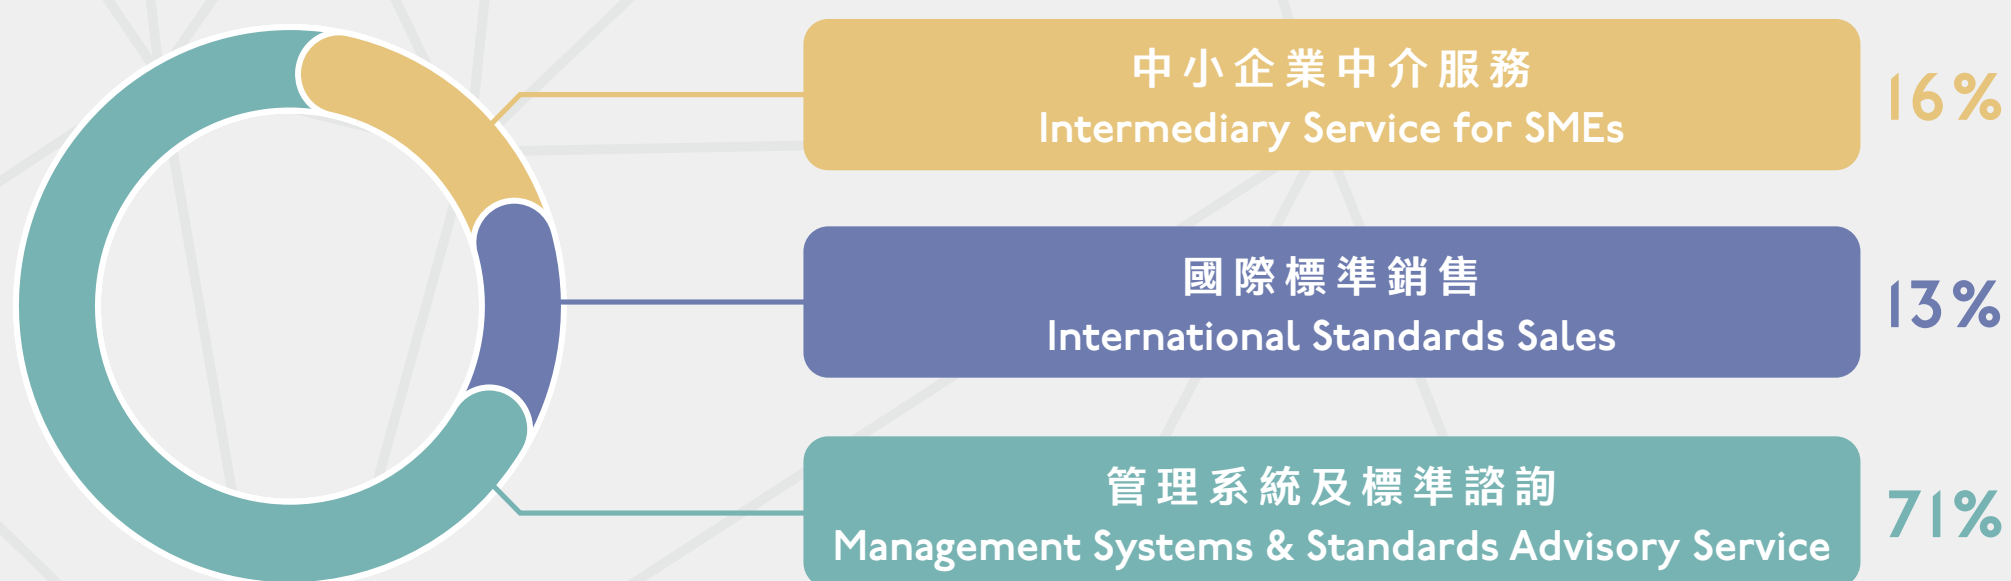 中小企業中介服務
Intermediary Service for SMEs
16%
國際標準銷售
International Standards Sales
13%
管理系統及標準諮詢
Management Systems & Standards Advisory Service
71%